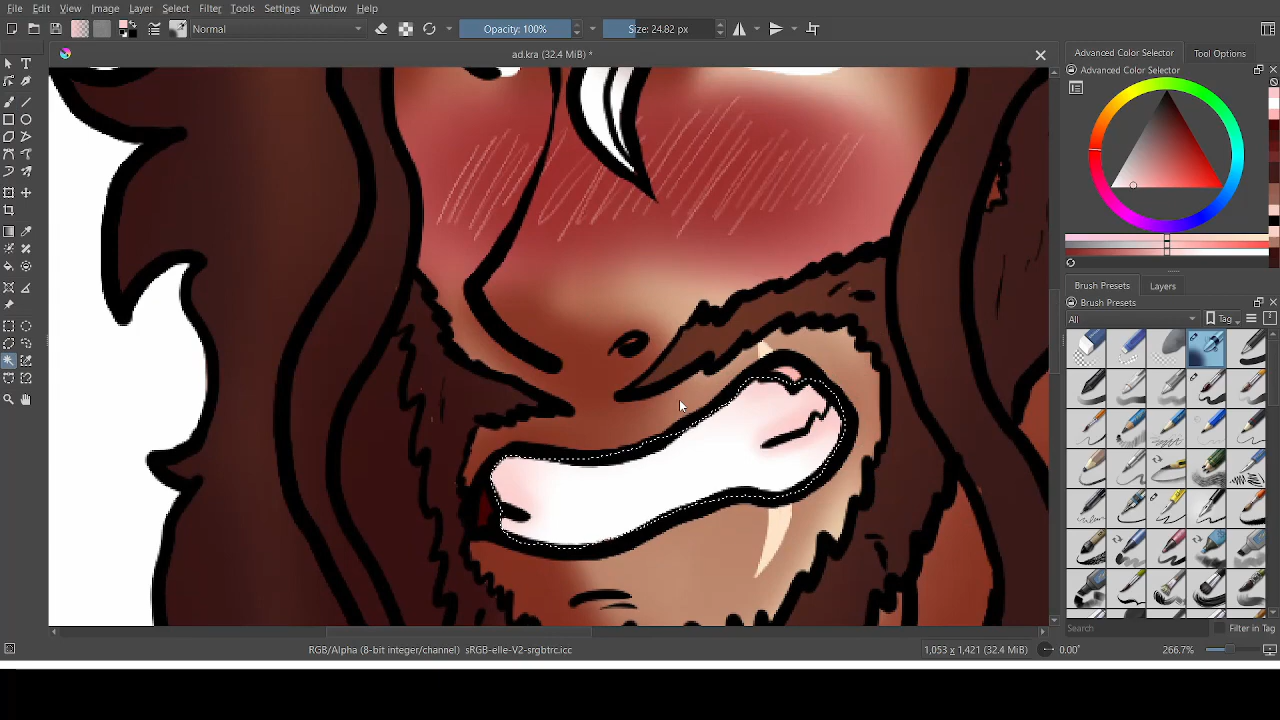 File Edit View Image Layer Select Filter Tools Settings Window Help
Normal
Opacity: 100%
Size: 24.82 px
ad.kra (32.4 MiB) *
Advanced Color Selector
Tool Options
Advanced Color Selector
Brush Presets
Layers
Brush Presets
All
Tag
Search
Filter in Tag
RGB/Alpha (8-bit integer/channel) sRGB-elle-V2-srgbtrc.icc
1,053 x 1,421 (32.4 MiB)
0.00°
266.7%